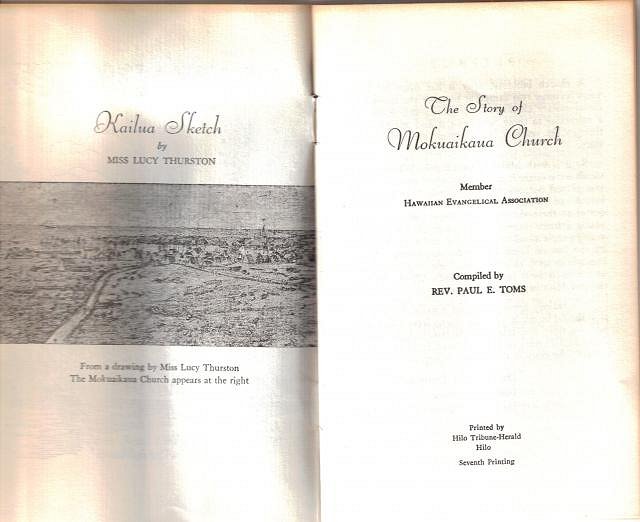 Kailua Sketch
by
MISS LUCY THURSTON
From a drawing by Miss Lucy Thurston
The Mokuaikaua Church appears at the right
The Story of
Mokuaikaua Church
Member
HAWAIIAN EVANGELICAL ASSOCIATION
Compiled by
REV. PAUL E. TOMS
Printed by
Hilo Tribune-Herald
Hilo
Seventh Printing